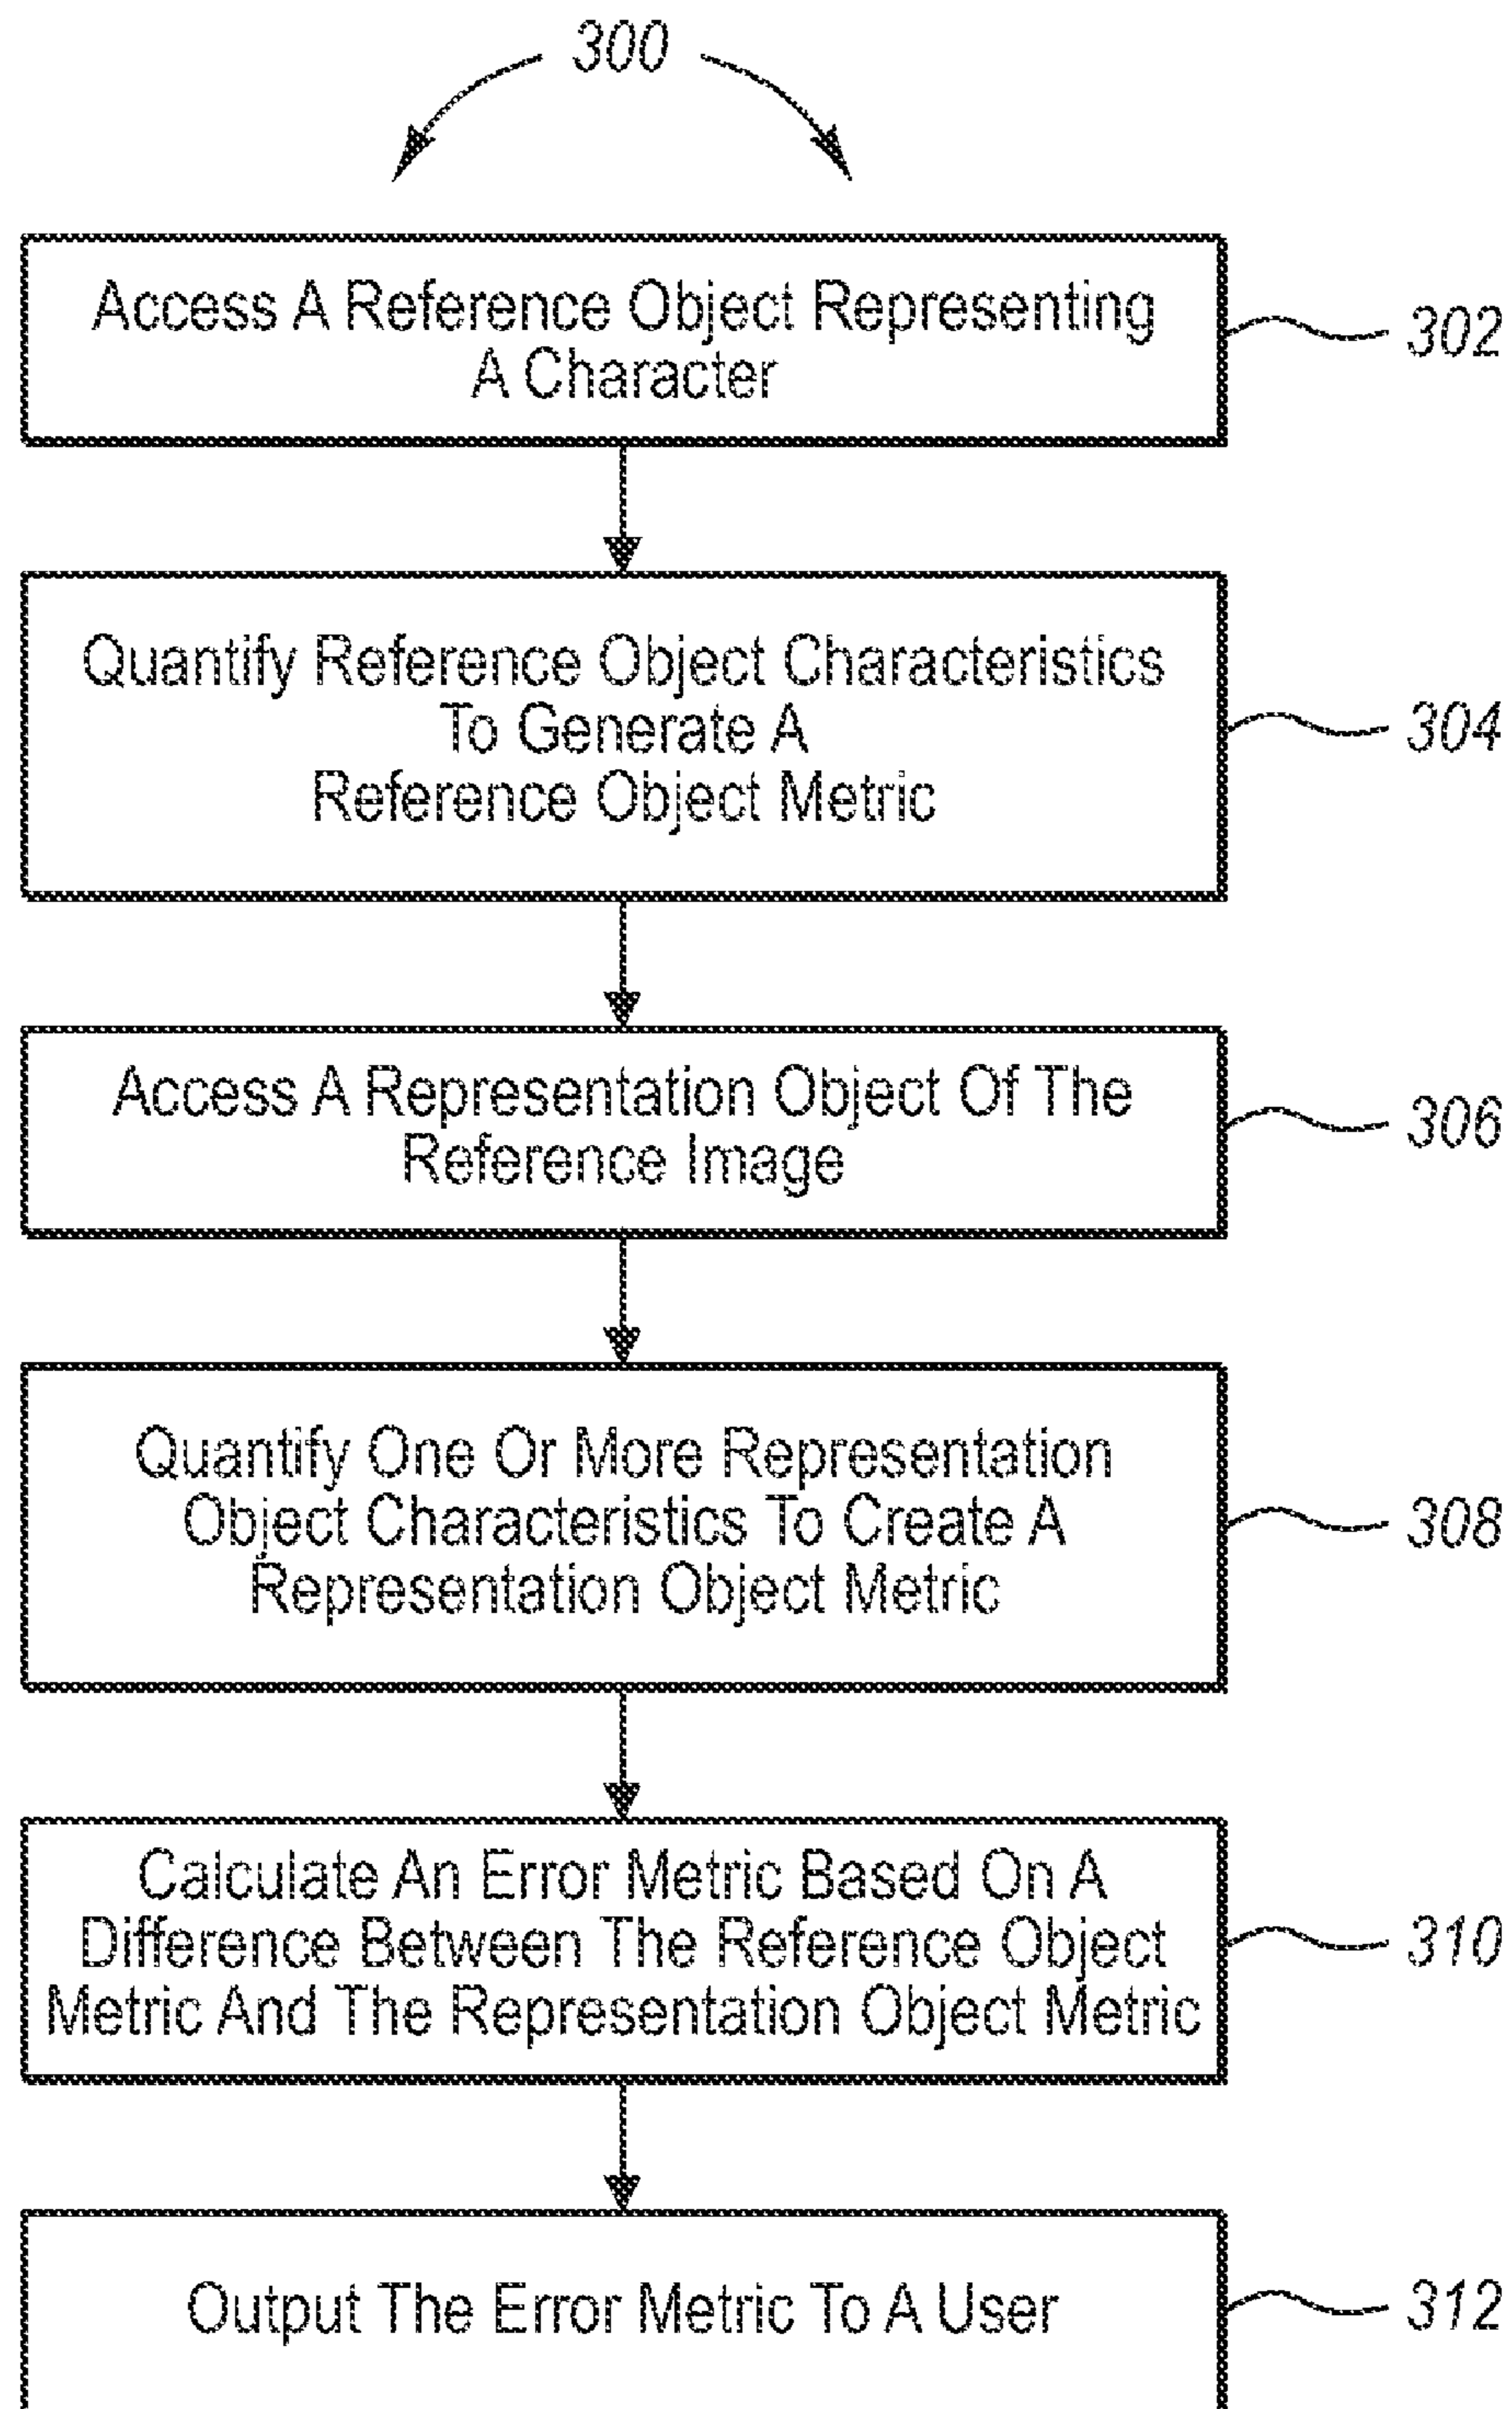 300
Access A Reference Object Representing
A Character
302
Quantify Reference Object Characteristics
To Generate A
Reference Object Metric
304
Access A Representation Object Of The
Reference Image
306
Quantify One Or More Representation
Object Characteristics To Create A
Representation Object Metric
308
Calculate An Error Metric Based On A
Difference Between The Reference Object
Metric And The Representation Object Metric
310
Output The Error Metric To A User
312